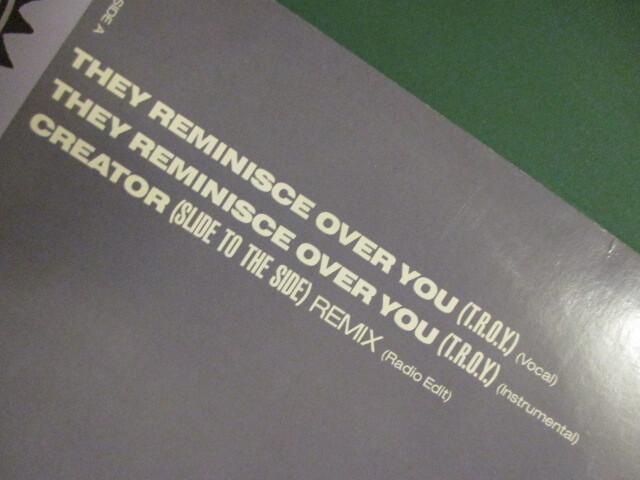 SIDE A
THEY REMINISCE OVER YOU (T.R.O.Y.) (Vocal)
THEY REMINISCE OVER YOU (T.R.O.Y.) (Instrumental)
CREATOR (SLIDE TO THE SIDE) REMIX (Radio Edit)